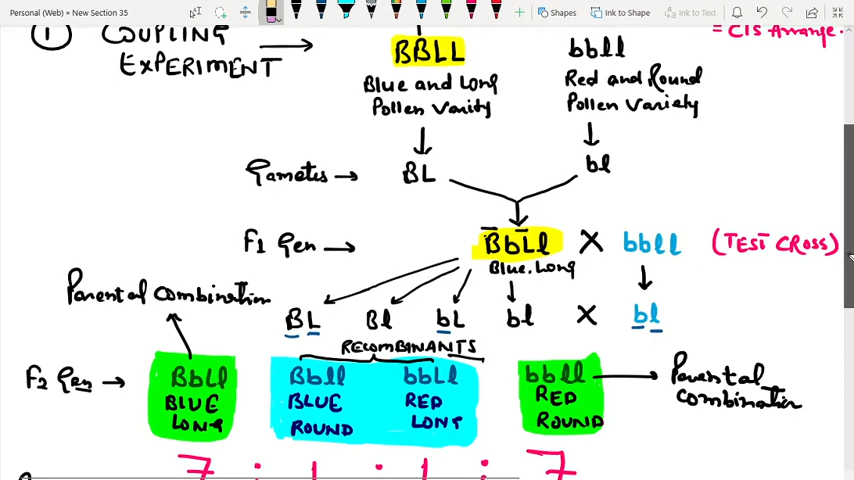 Personal (Web) » New Section 35
Shapes
Ink to Shape
Ink to Text
① COUPLING
EXPERIMENT
BBLL
Blue and Long
Pollen Varity
bbll
Red and Round
Pollen Variety
= CIS Arrange.
Gametes → BL bl
F1 Gen → BbLl X bbll (TEST CROSS)
Blue, Long
Parental Combination
BL Bl bL bl X bl
RECOMBINANTS
F2 Gen → BbLl Bbll bbLl bbll
BLUE BLUE RED RED
LONG ROUND LONG ROUND
Parental
combination
7 : 1 : 1 : 7